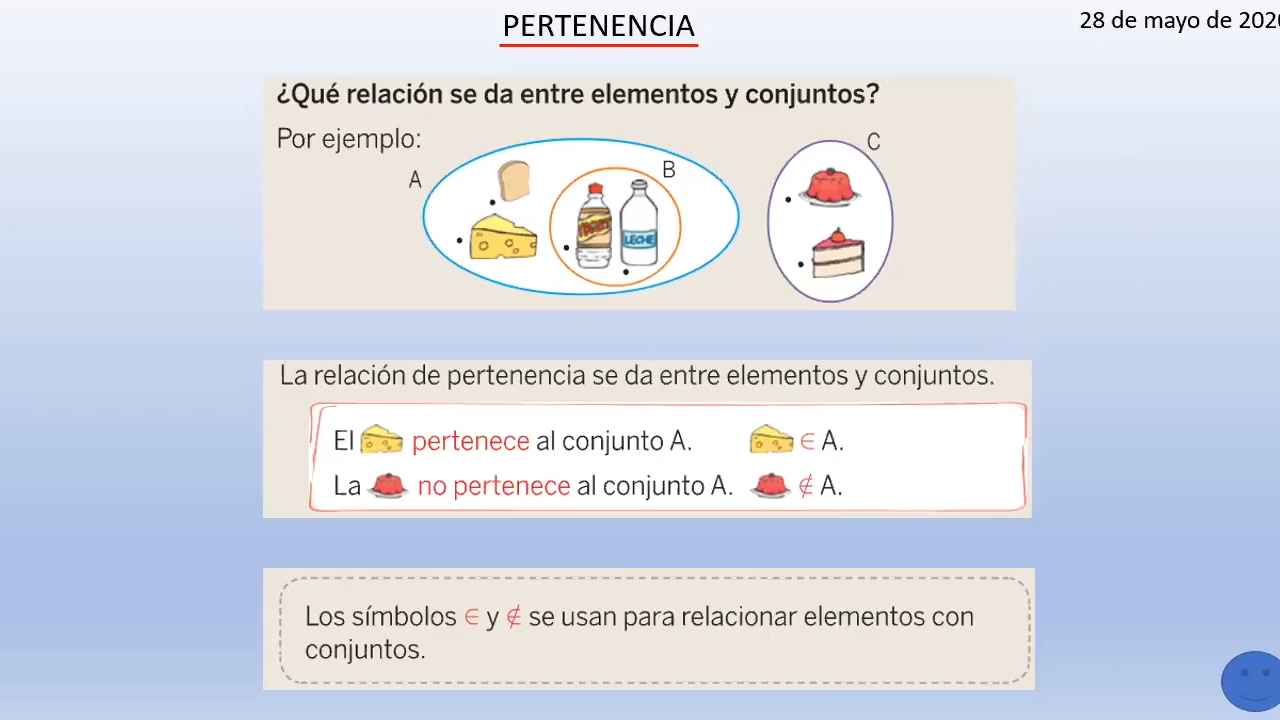 PERTENENCIA
28 de mayo de 2020
¿Qué relación se da entre elementos y conjuntos?
Por ejemplo:
A
B
C
LECHE
La relación de pertenencia se da entre elementos y conjuntos.
El pertenece al conjunto A. ∈ A.
La no pertenece al conjunto A. ∉ A.
Los símbolos ∈ y ∉ se usan para relacionar elementos con
conjuntos.